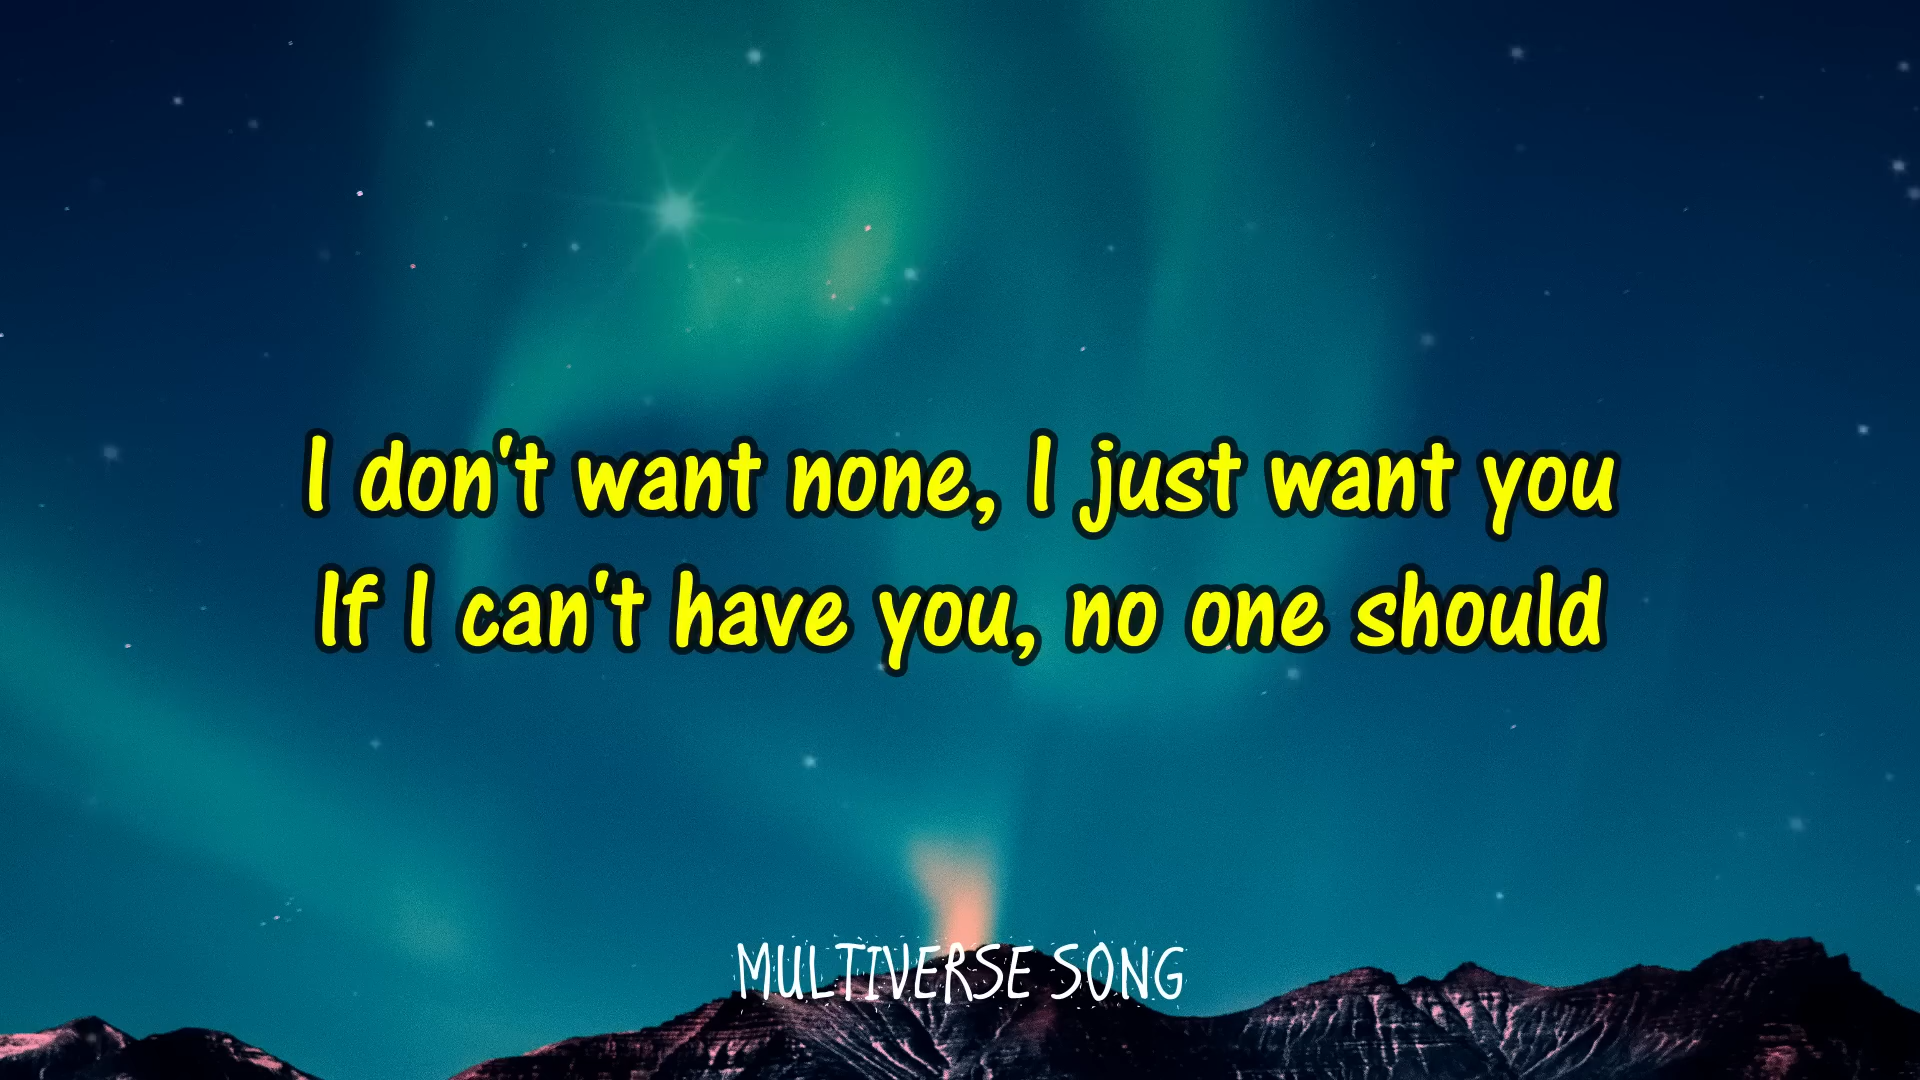 I don't want none, I just want you
If I can't have you, no one should
MULTIVERSE SONG